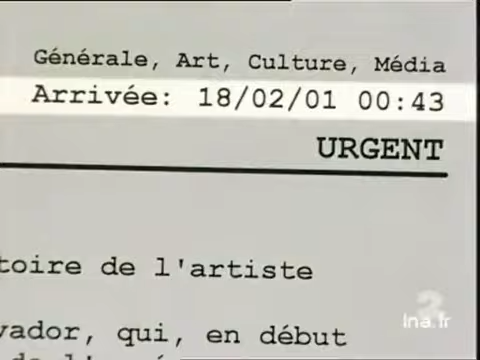 Générale, Art, Culture, Média
Arrivée: 18/02/01 00:43
URGENT
toire de l'artiste
vador, qui, en début
3
Ina.fr